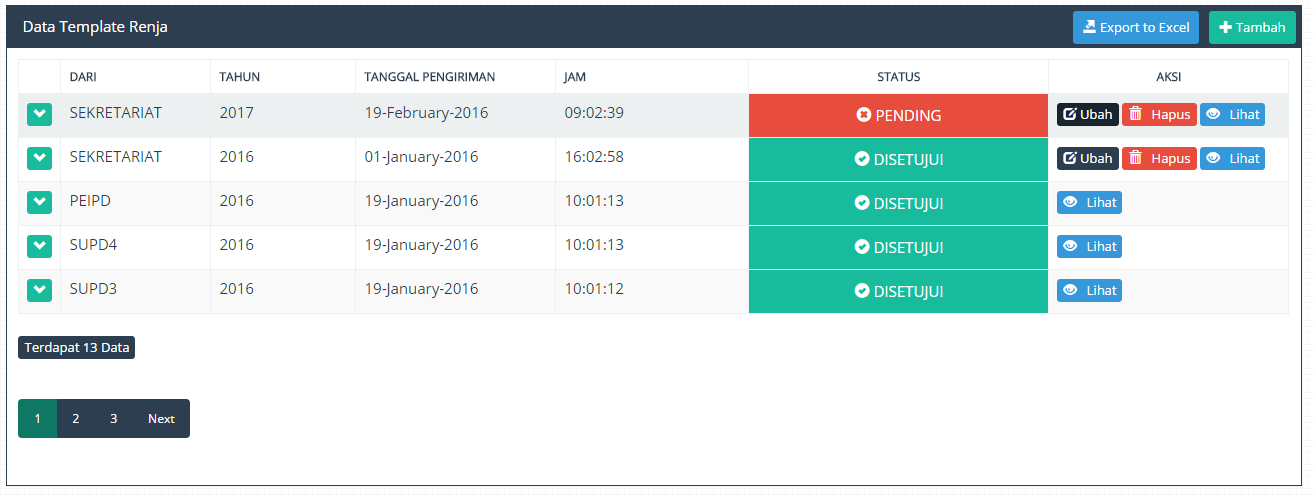 Data Template Renja Export to Excel Tambah
DARI TAHUN TANGGAL PENGIRIMAN JAM STATUS AKSI
SEKRETARIAT 2017 19-February-2016 09:02:39 PENDING Ubah Hapus Lihat
SEKRETARIAT 2016 01-January-2016 16:02:58 DISETUJUI Ubah Hapus Lihat
PEIPD 2016 19-January-2016 10:01:13 DISETUJUI Lihat
SUPD4 2016 19-January-2016 10:01:13 DISETUJUI Lihat
SUPD3 2016 19-January-2016 10:01:12 DISETUJUI Lihat
Terdapat 13 Data
1 2 3 Next